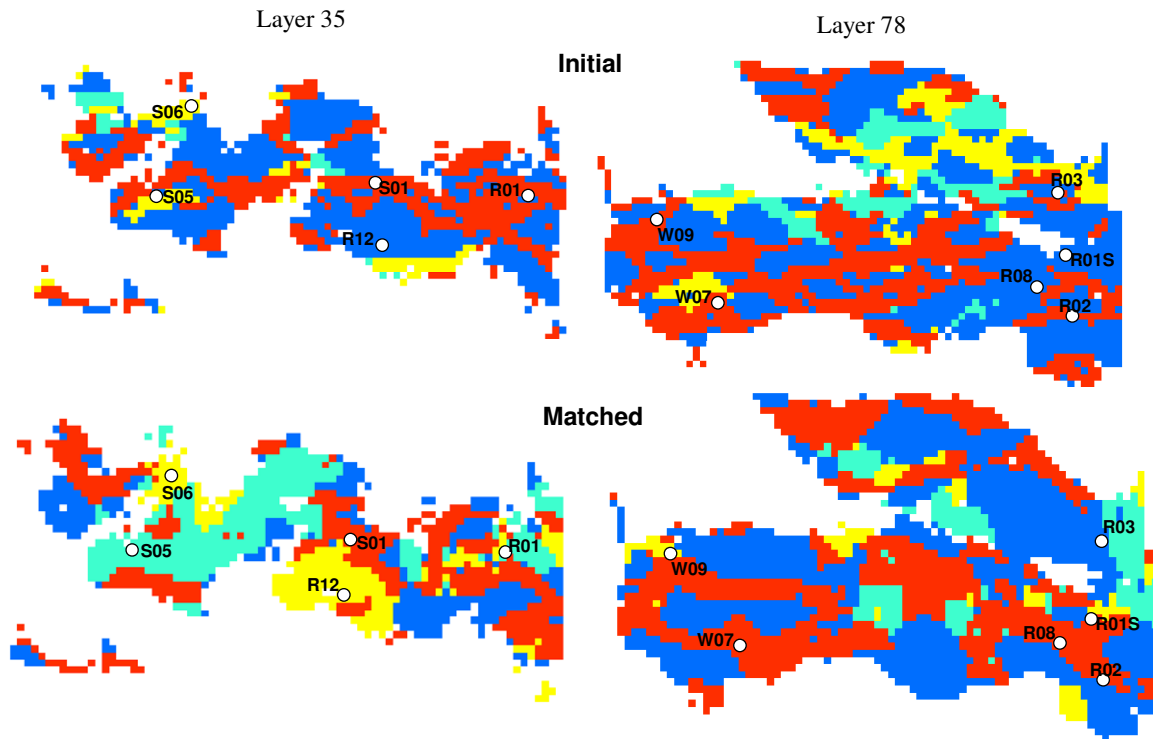 Layer 35
Layer 78
Initial
S06
S05
S01
R01
R12
R03
W09
R01S
R08
W07
R02
Matched
S06
S05
S01
R01
R12
R03
W09
R01S
R08
W07
R02